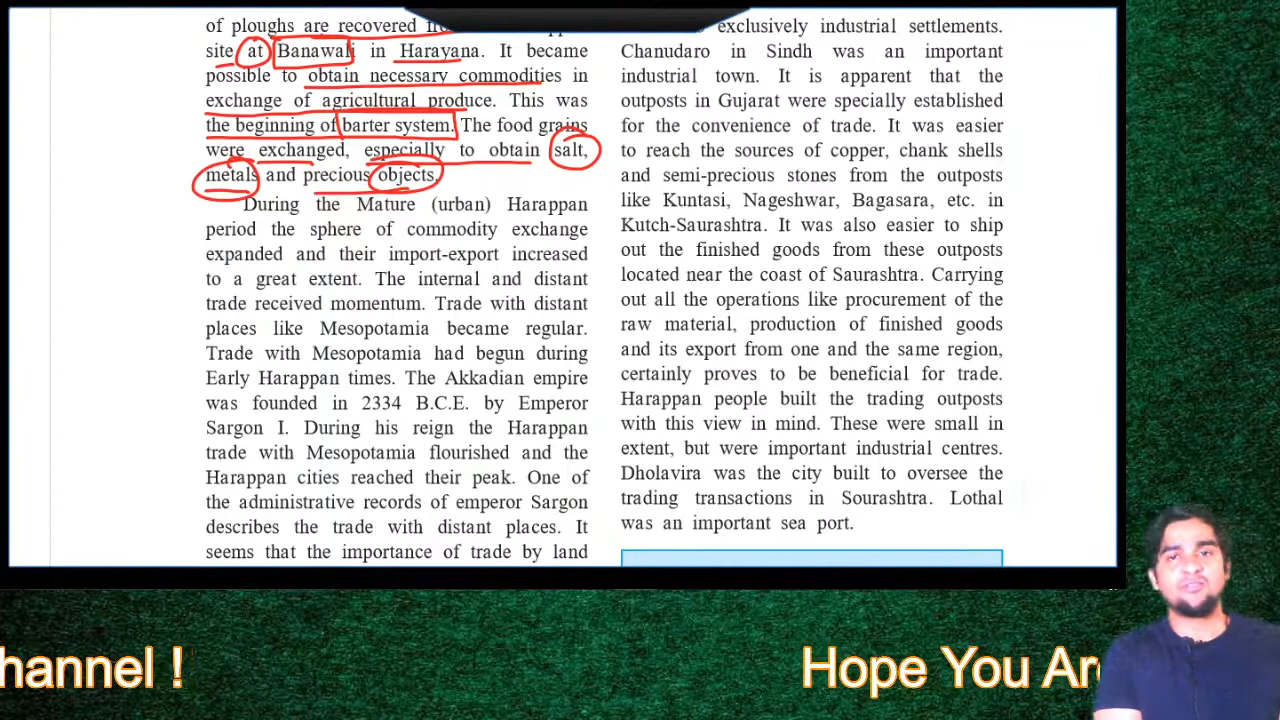 of ploughs are recovered
site at Banawali in Harayana. It became
possible to obtain necessary commodities in
exchange of agricultural produce. This was
the beginning of barter system. The food grains
were exchanged, especially to obtain salt,
metals and precious objects.
During the Mature (urban) Harappan
period the sphere of commodity exchange
expanded and their import-export increased
to a great extent. The internal and distant
trade received momentum. Trade with distant
places like Mesopotamia became regular.
Trade with Mesopotamia had begun during
Early Harappan times. The Akkadian empire
was founded in 2334 B.C.E. by Emperor
Sargon I. During his reign the Harappan
trade with Mesopotamia flourished and the
Harappan cities reached their peak. One of
the administrative records of emperor Sargon
describes the trade with distant places. It
seems that the importance of trade by land
exclusively industrial settlements.
Chanudaro in Sindh was an important
industrial town. It is apparent that the
outposts in Gujarat were specially established
for the convenience of trade. It was easier
to reach the sources of copper, chank shells
and semi-precious stones from the outposts
like Kuntasi, Nageshwar, Bagasara, etc. in
Kutch-Saurashtra. It was also easier to ship
out the finished goods from these outposts
located near the coast of Saurashtra. Carrying
out all the operations like procurement of the
raw material, production of finished goods
and its export from one and the same region,
certainly proves to be beneficial for trade.
Harappan people built the trading outposts
with this view in mind. These were small in
extent, but were important industrial centres.
Dholavira was the city built to oversee the
trading transactions in Sourashtra. Lothal
was an important sea port.
hannel ! Hope You Ar